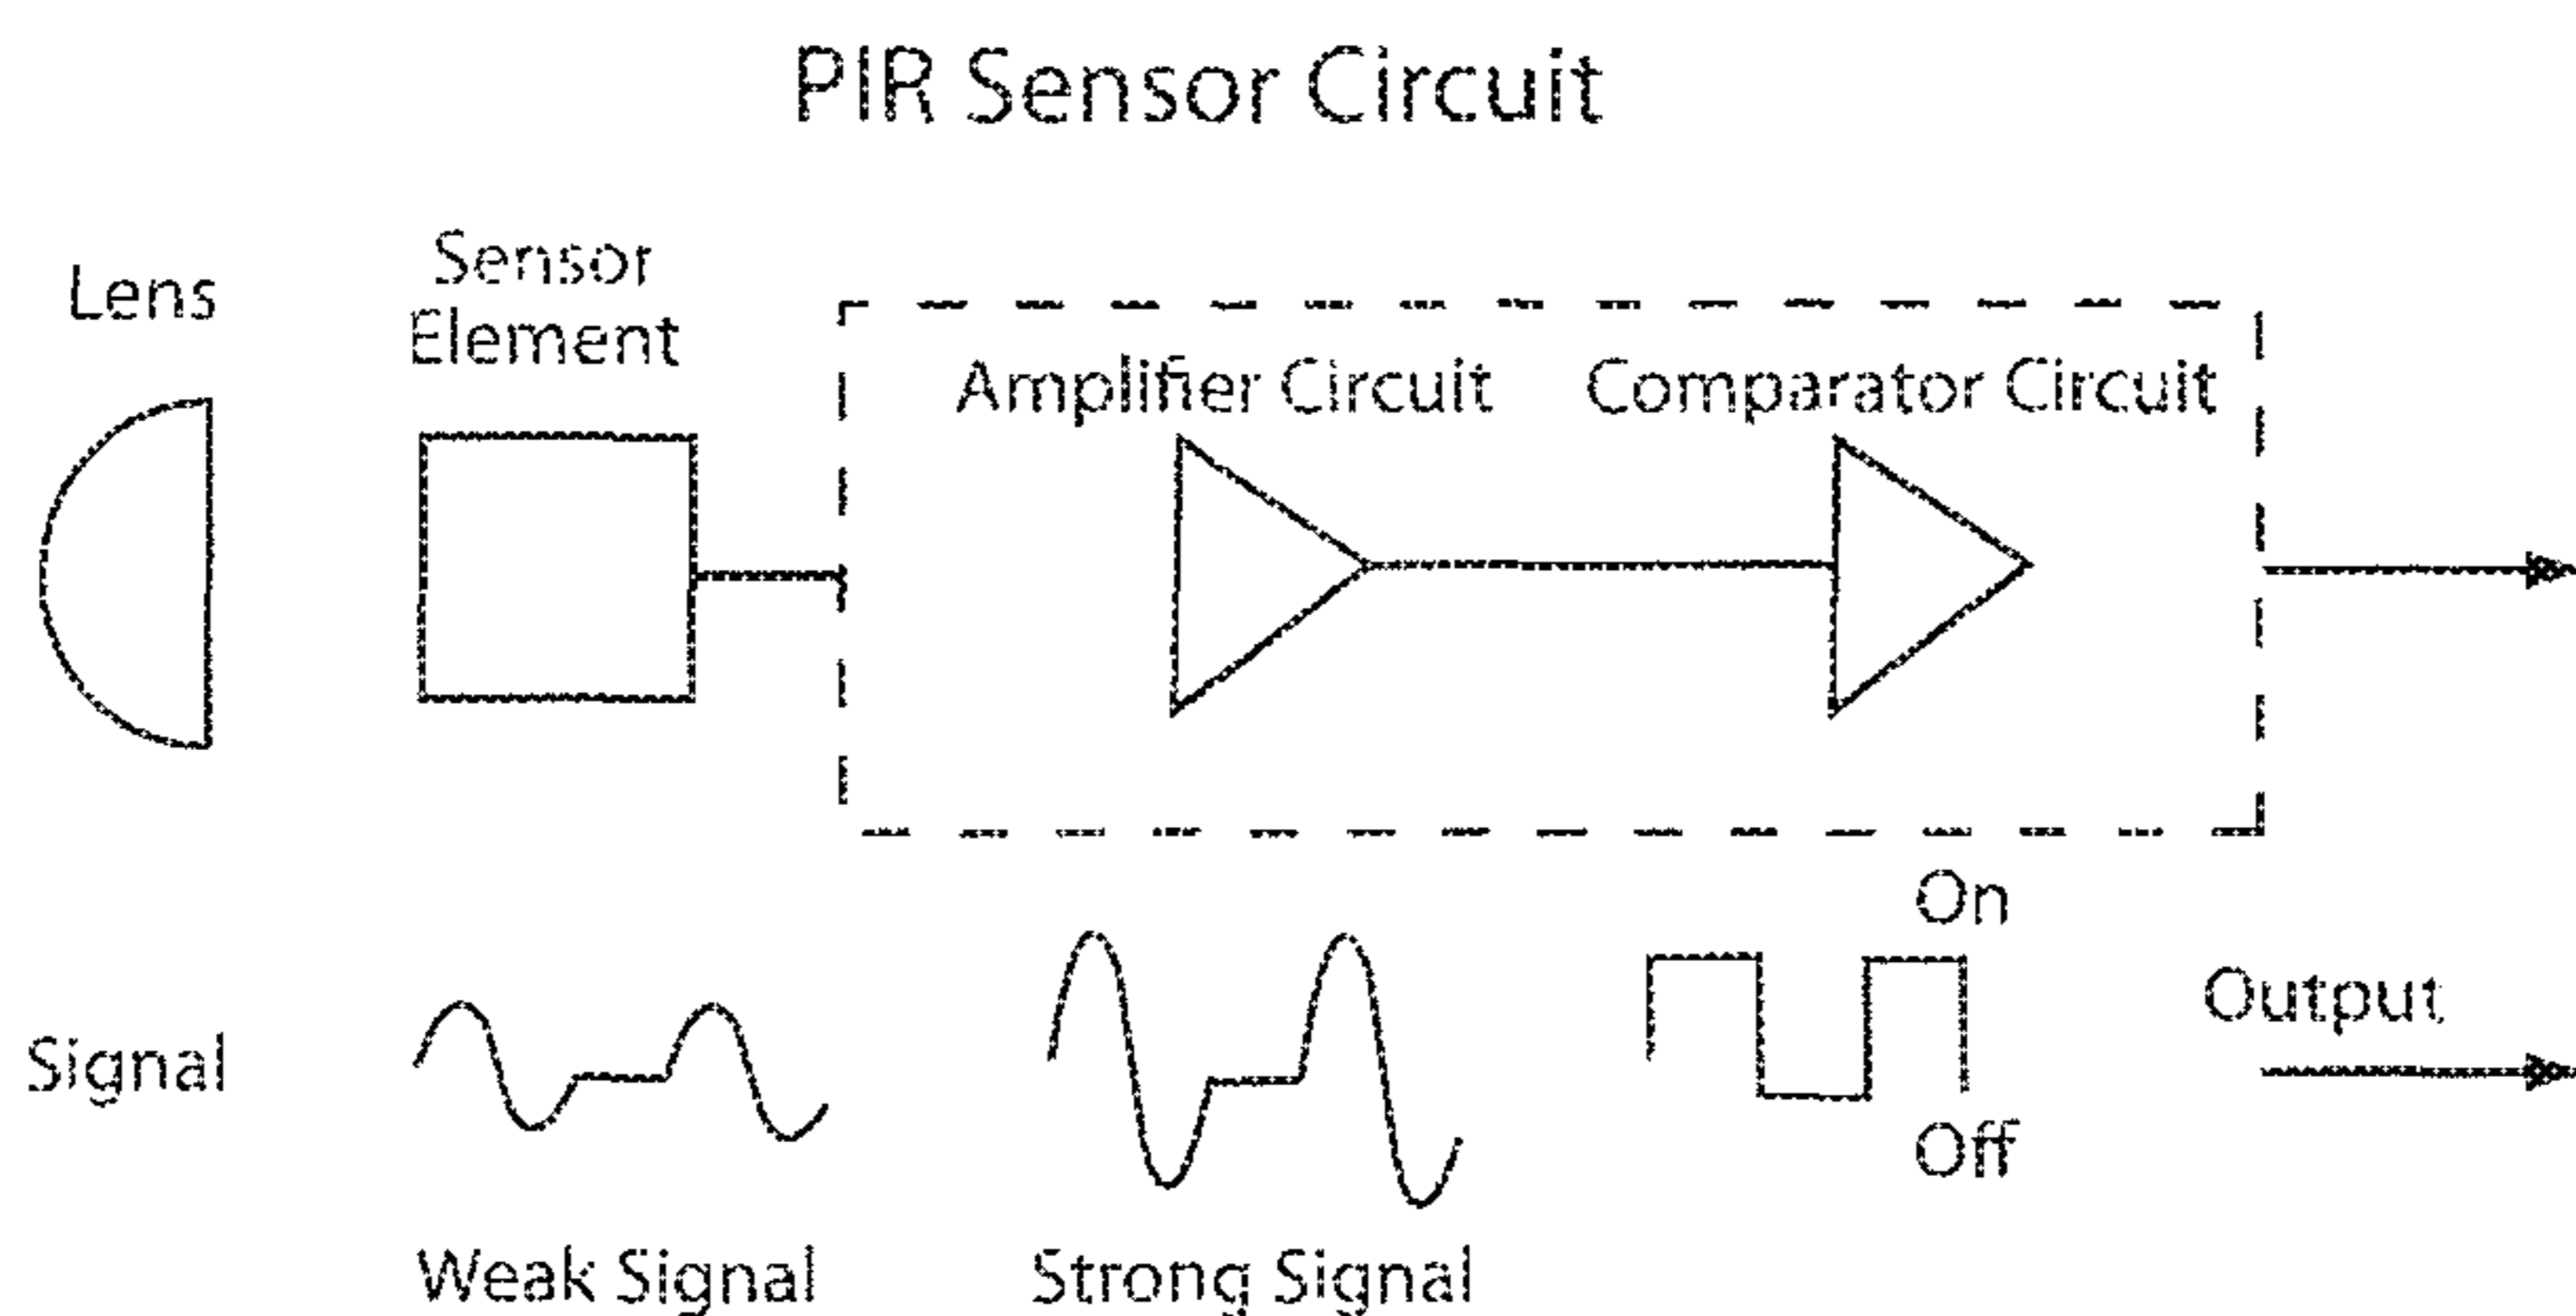 PIR Sensor Circuit
Lens
Sensor
Element
Amplifier Circuit
Comparator Circuit
On
Off
Signal
Output
Weak Signal
Strong Signal